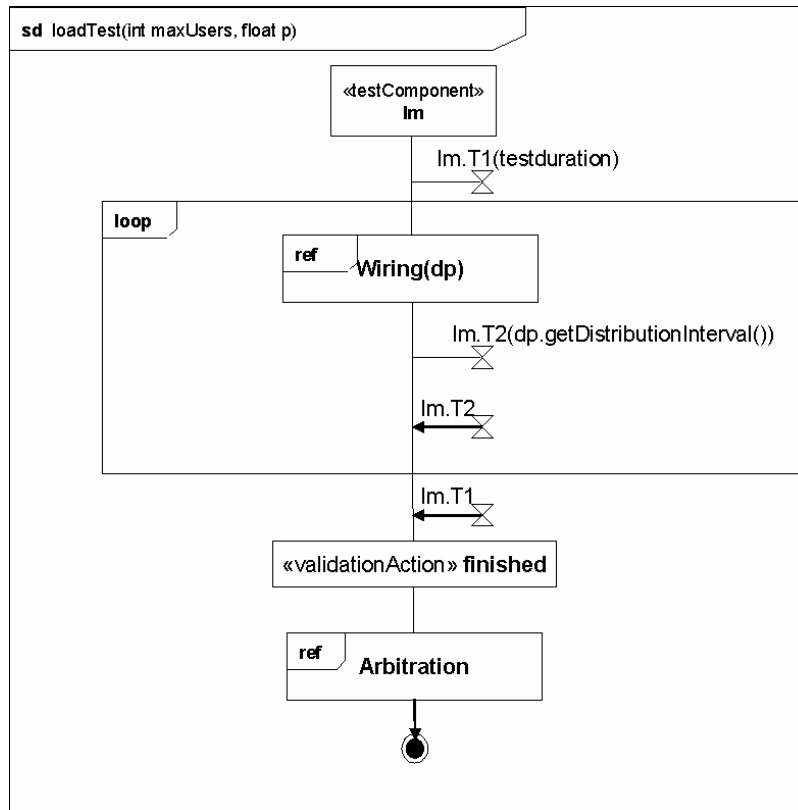 sd loadTest(int maxUsers, float p)
«testComponent»
lm
lm.T1(testduration)
loop
ref
Wiring(dp)
lm.T2(dp.getDistributionInterval())
lm.T2
lm.T1
«validationAction» finished
ref
Arbitration